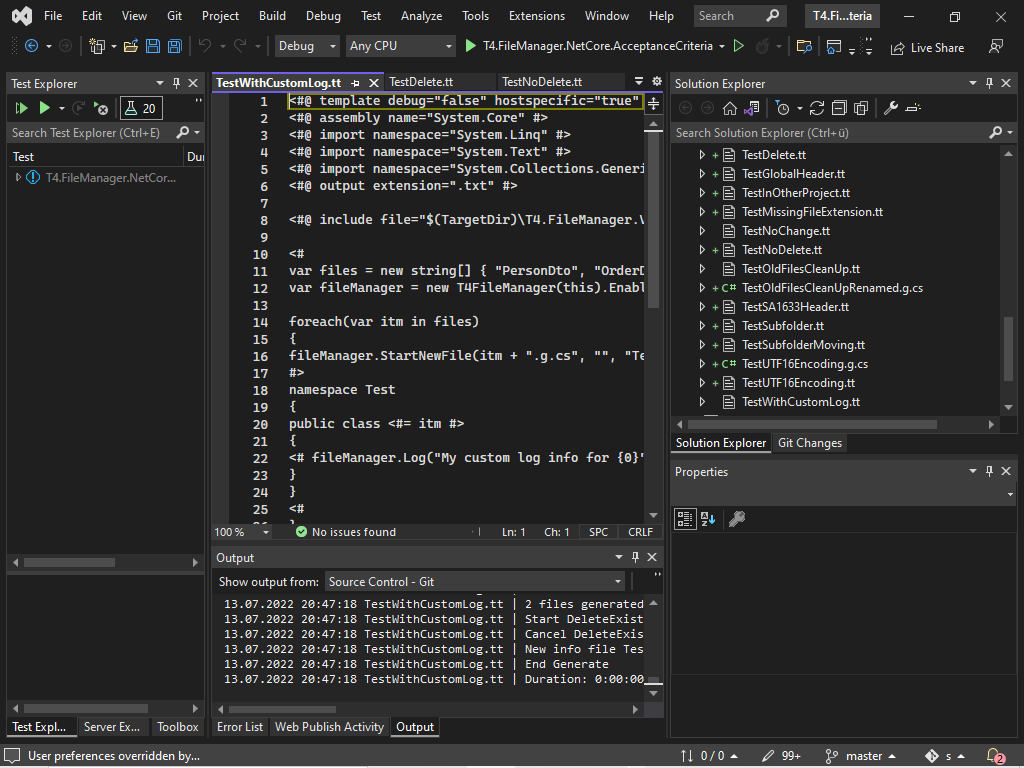 File Edit View Git Project Build Debug Test Analyze Tools Extensions Window Help Search T4.Fi...teria
Debug Any CPU T4.FileManager.NetCore.AcceptanceCriteria Live Share
Test Explorer
20
Search Test Explorer (Ctrl+E)
Test Dur
T4.FileManager.NetCor...
TestWithCustomLog.tt TestDelete.tt TestNoDelete.tt
1 <#@ template debug="false" hostspecific="true"
2 <#@ assembly name="System.Core" #>
3 <#@ import namespace="System.Linq" #>
4 <#@ import namespace="System.Text" #>
5 <#@ import namespace="System.Collections.Generi
6 <#@ output extension=".txt" #>
7
8 <#@ include file="$(TargetDir)\T4.FileManager.V
9
10 <#
11 var files = new string[] { "PersonDto", "OrderD
12 var fileManager = new T4FileManager(this).Enabl
13
14 foreach(var itm in files)
15 {
16 fileManager.StartNewFile(itm + ".g.cs", "", "Te
17 #>
18 namespace Test
19 {
20 public class <#= itm #>
21 {
22 <# fileManager.Log("My custom log info for {0}"
23 }
24 }
25 <#
100 % No issues found Ln: 1 Ch: 1 SPC CRLF
Output
Show output from: Source Control - Git
13.07.2022 20:47:18 TestWithCustomLog.tt | 2 files generated
13.07.2022 20:47:18 TestWithCustomLog.tt | Start DeleteExist
13.07.2022 20:47:18 TestWithCustomLog.tt | Cancel DeleteExis
13.07.2022 20:47:18 TestWithCustomLog.tt | New info file Tes
13.07.2022 20:47:18 TestWithCustomLog.tt | End Generate
13.07.2022 20:47:18 TestWithCustomLog.tt | Duration: 0:00:00
Solution Explorer
Search Solution Explorer (Ctrl+ü)
TestDelete.tt
TestGlobalHeader.tt
TestInOtherProject.tt
TestMissingFileExtension.tt
TestNoChange.tt
TestNoDelete.tt
TestOldFilesCleanUp.tt
C# TestOldFilesCleanUpRenamed.g.cs
TestSA1633Header.tt
TestSubfolder.tt
TestSubfolderMoving.tt
C# TestUTF16Encoding.g.cs
TestUTF16Encoding.tt
TestWithCustomLog.tt
Solution Explorer Git Changes
Properties
Test Expl... Server Ex... Toolbox Error List Web Publish Activity Output
User preferences overridden by... 0 / 0 99+ master s 2